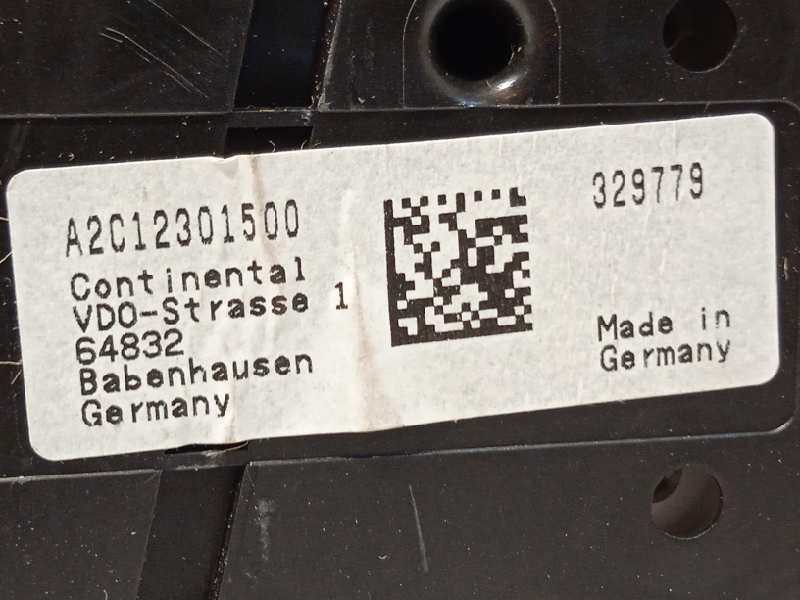 A2C12301500
Continental
VDO-Strasse 1
64832
Babenhausen
Germany
329779
Made in
Germany